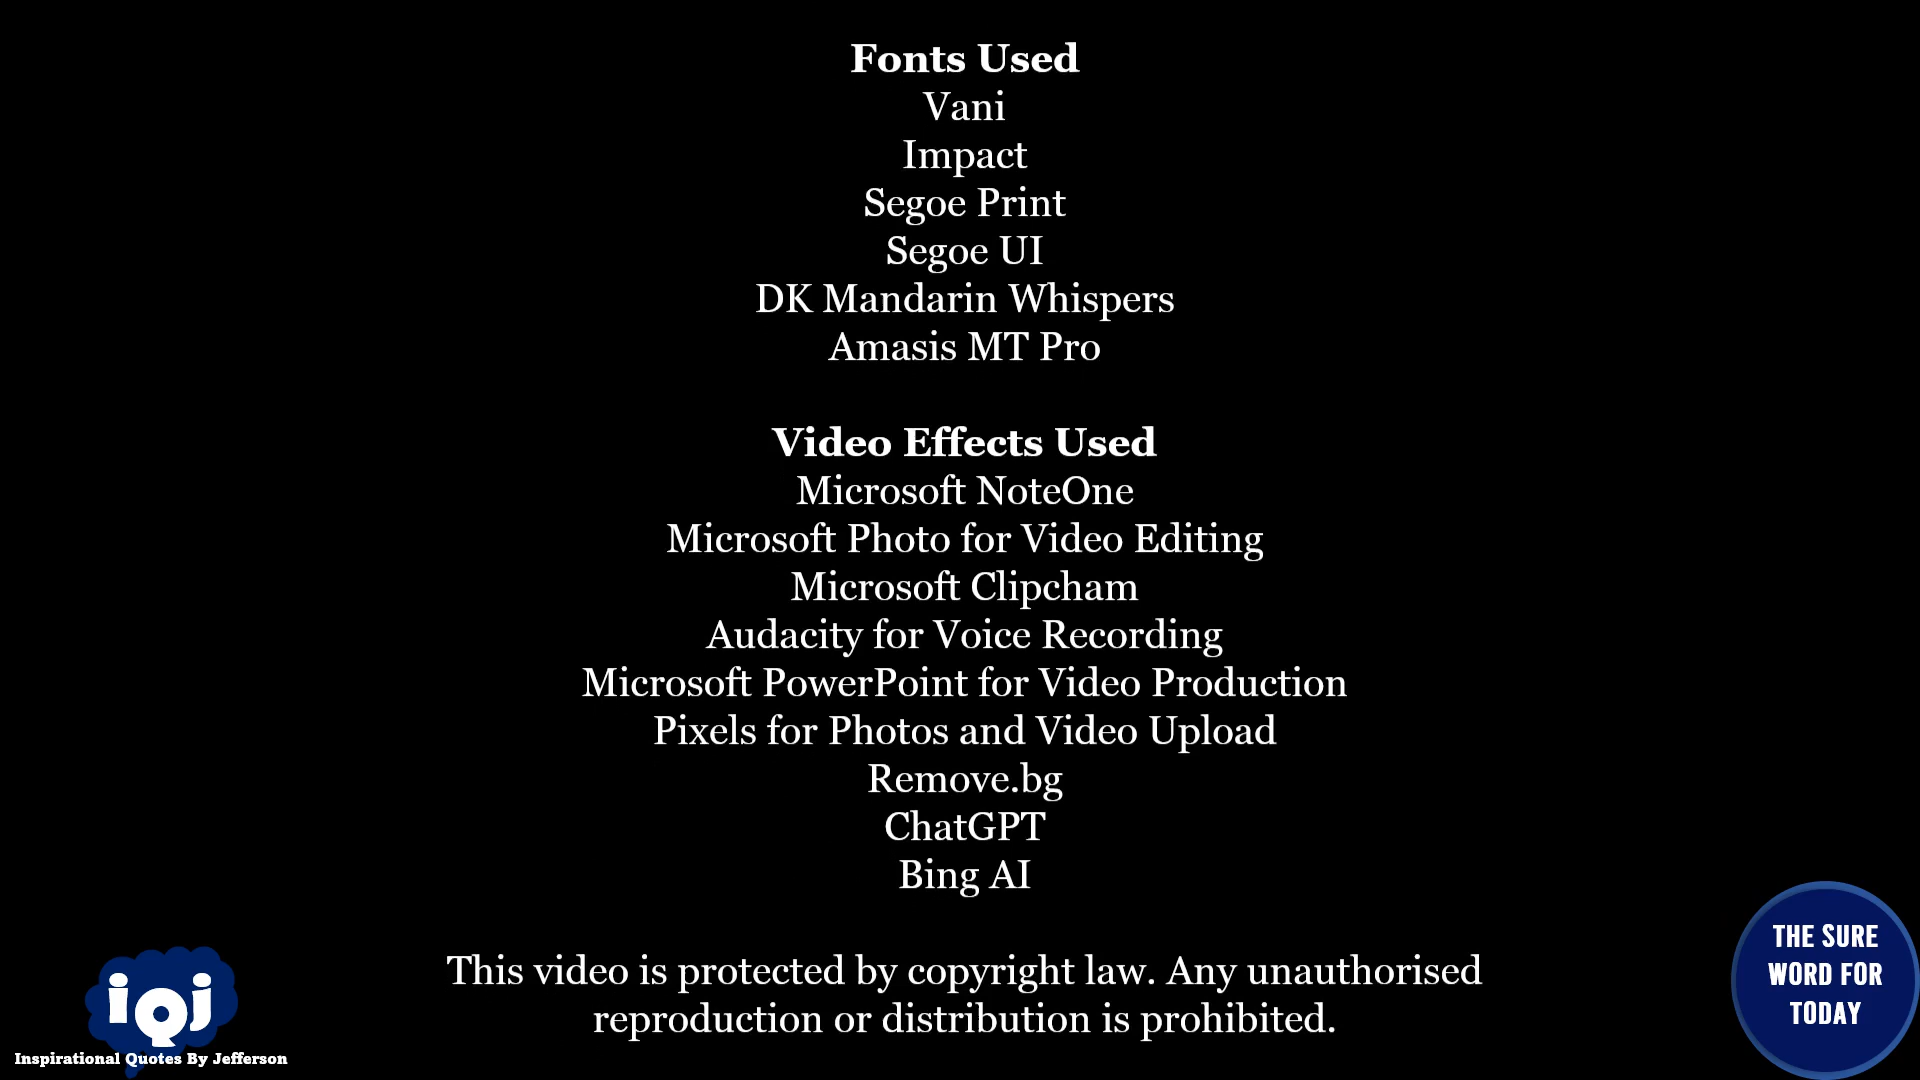 Fonts Used
Vani
Impact
Segoe Print
Segoe UI
DK Mandarin Whispers
Amasis MT Pro
Video Effects Used
Microsoft NoteOne
Microsoft Photo for Video Editing
Microsoft Clipcham
Audacity for Voice Recording
Microsoft PowerPoint for Video Production
Pixels for Photos and Video Upload
Remove.bg
ChatGPT
Bing AI
This video is protected by copyright law. Any unauthorised
reproduction or distribution is prohibited.
iQj
Inspirational Quotes By Jefferson
THE SURE
WORD FOR
TODAY